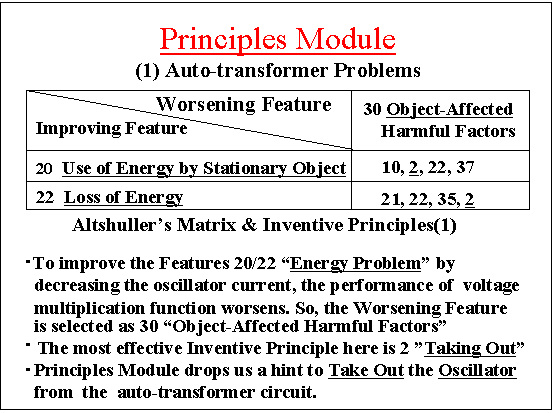 Principles Module
(1) Auto-transformer Problems
Worsening Feature
Improving Feature
30 Object-Affected
Harmful Factors
20 Use of Energy by Stationary Object
10, 2, 22, 37
22 Loss of Energy
21, 22, 35, 2
Altshuller’s Matrix & Inventive Principles(1)
· To improve the Features 20/22 “Energy Problem” by
decreasing the oscillator current, the performance of voltage
multiplication function worsens. So, the Worsening Feature
is selected as 30 “Object-Affected Harmful Factors”
· The most effective Inventive Principle here is 2 ”Taking Out”
· Principles Module drops us a hint to Take Out the Oscillator
from the auto-transformer circuit.